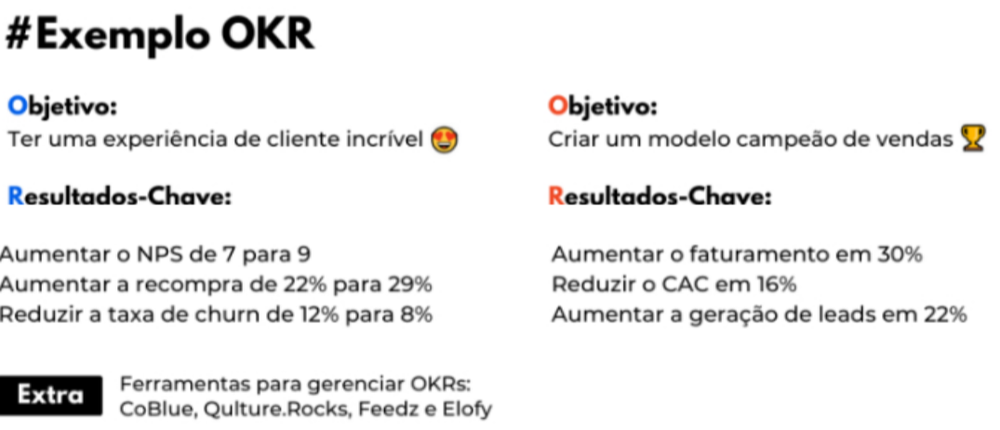 #Exemplo OKR
Objetivo:
Ter uma experiência de cliente incrível 🤩
Resultados-Chave:
Aumentar o NPS de 7 para 9
Aumentar a recompra de 22% para 29%
Reduzir a taxa de churn de 12% para 8%
Objetivo:
Criar um modelo campeão de vendas 🏆
Resultados-Chave:
Aumentar o faturamento em 30%
Reduzir o CAC em 16%
Aumentar a geração de leads em 22%
Extra
Ferramentas para gerenciar OKRs:
CoBlue, Qulture.Rocks, Feedz e Elofy